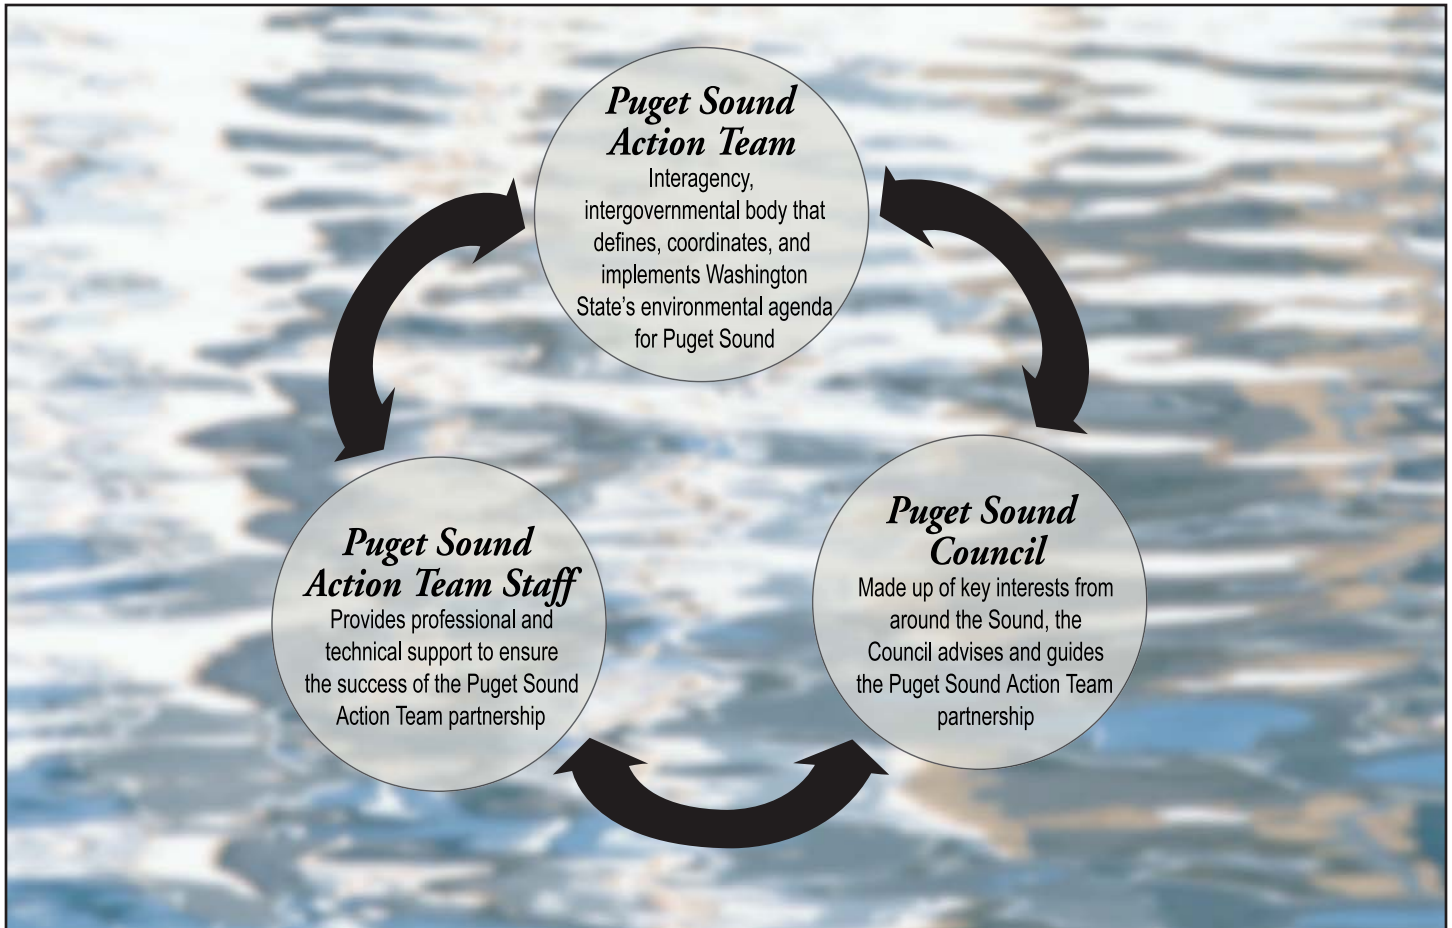 Puget Sound
Action Team
Interagency,
intergovernmental body that
defines, coordinates, and
implements Washington
State’s environmental agenda
for Puget Sound
Puget Sound
Action Team Staff
Provides professional and
technical support to ensure
the success of the Puget Sound
Action Team partnership
Puget Sound
Council
Made up of key interests from
around the Sound, the
Council advises and guides
the Puget Sound Action Team
partnership